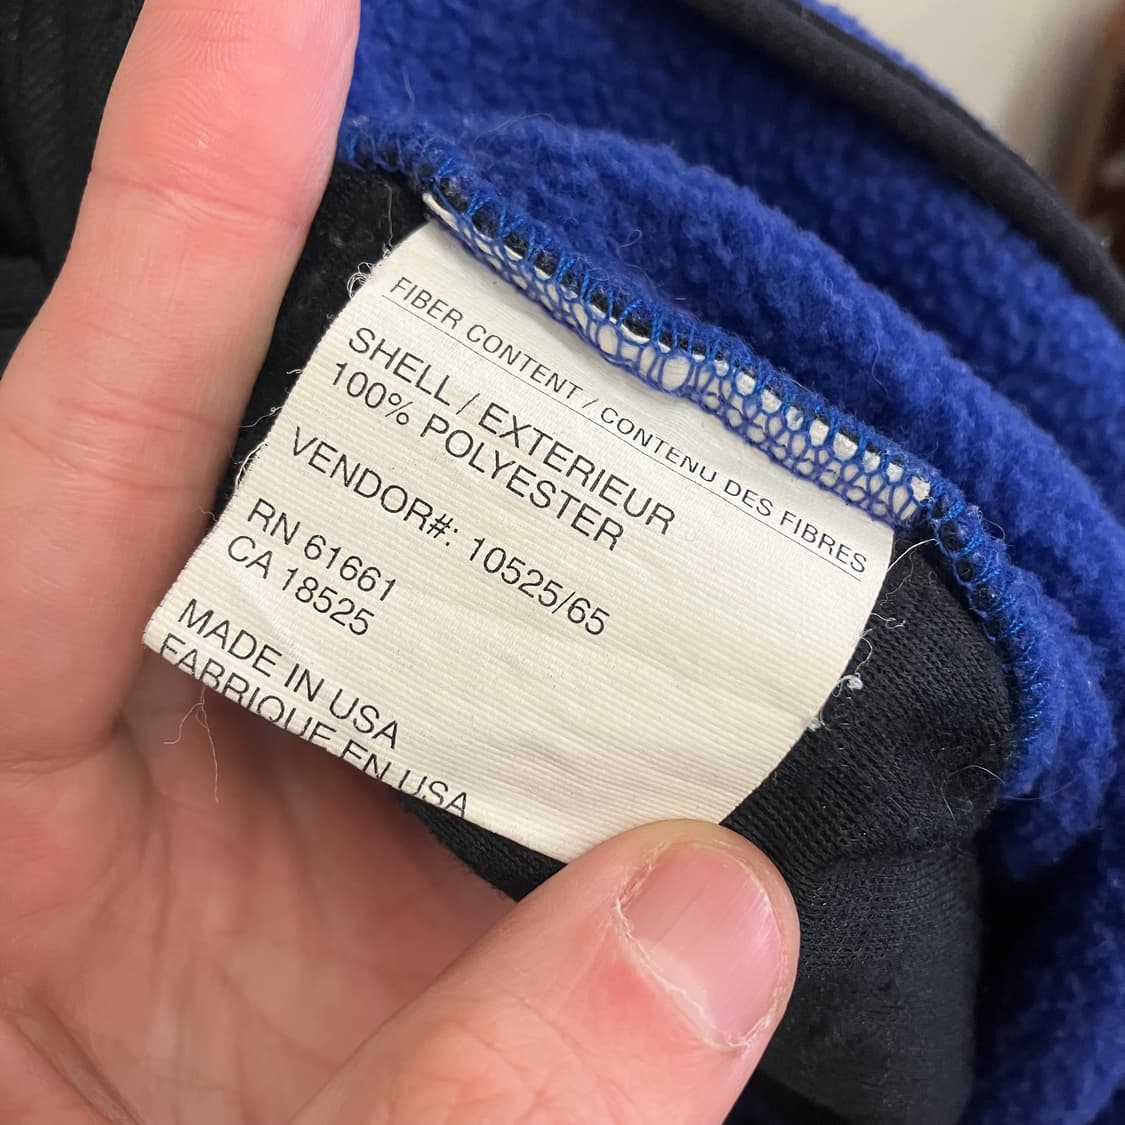 FIBER CONTENT / CONTENU DES FIBRES
SHELL / EXTERIEUR
100% POLYESTER
VENDOR#: 10525/65
RN 61661
CA 18525
MADE IN USA
FABRIQUE EN USA